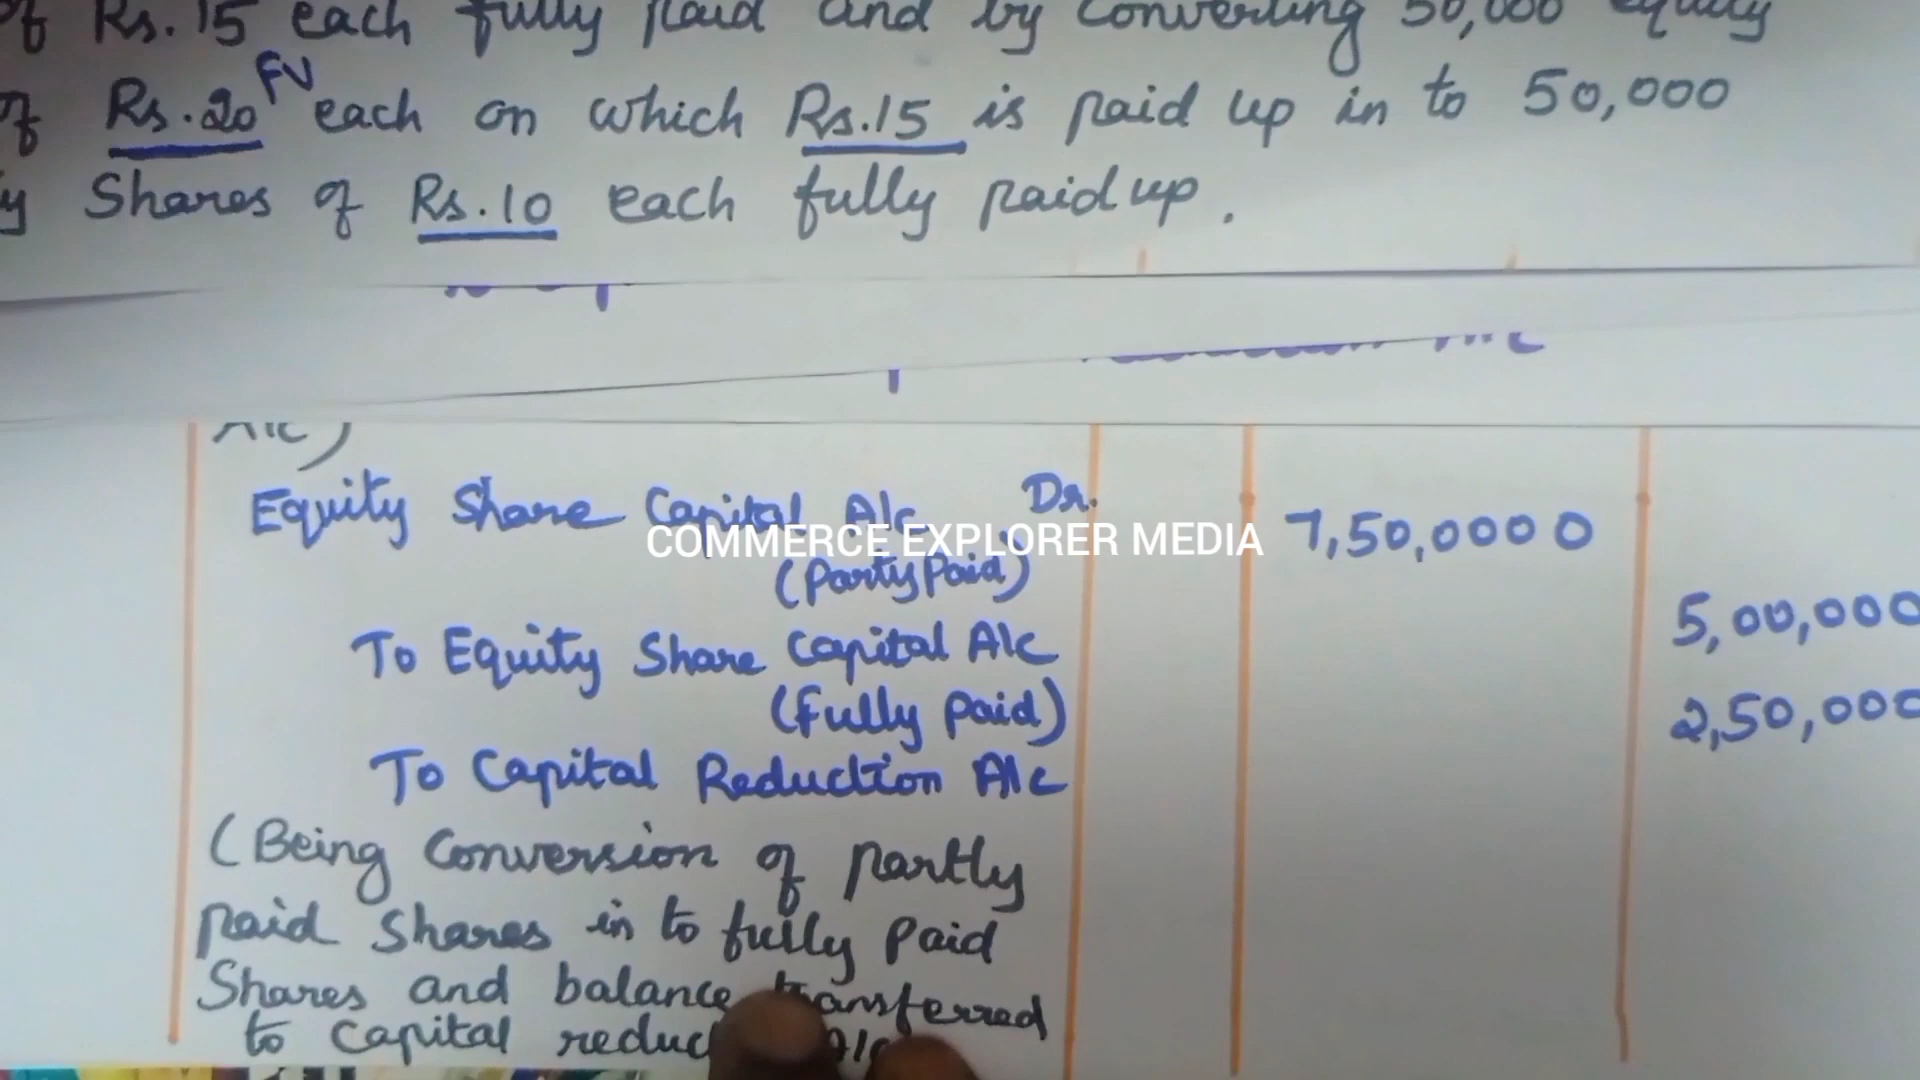 of Rs. 15 each fully paid and by converting 50,000 equity
of Rs. 20 FV each on which Rs. 15 is paid up in to 50,000
y Shares of Rs. 10 each fully paid up.
A/c)
Equity Share Capital A/c Dr. 7,50,0000
COMMERCE EXPLORER MEDIA
(Party Paid)
5,00,000
To Equity Share Capital A/c
(Fully Paid) 2,50,000
To Capital Reduction A/c
(Being Conversion of partly
paid Shares in to fully Paid
Shares and balance transferred
to Capital reduc A/c